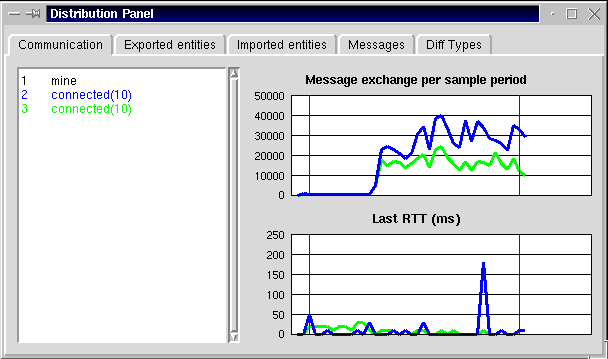 Distribution Panel
Communication Exported entities Imported entities Messages Diff Types
1 mine
2 connected(10)
3 connected(10)
Message exchange per sample period
50000
40000
30000
20000
10000
0
Last RTT (ms)
250
200
150
100
50
0